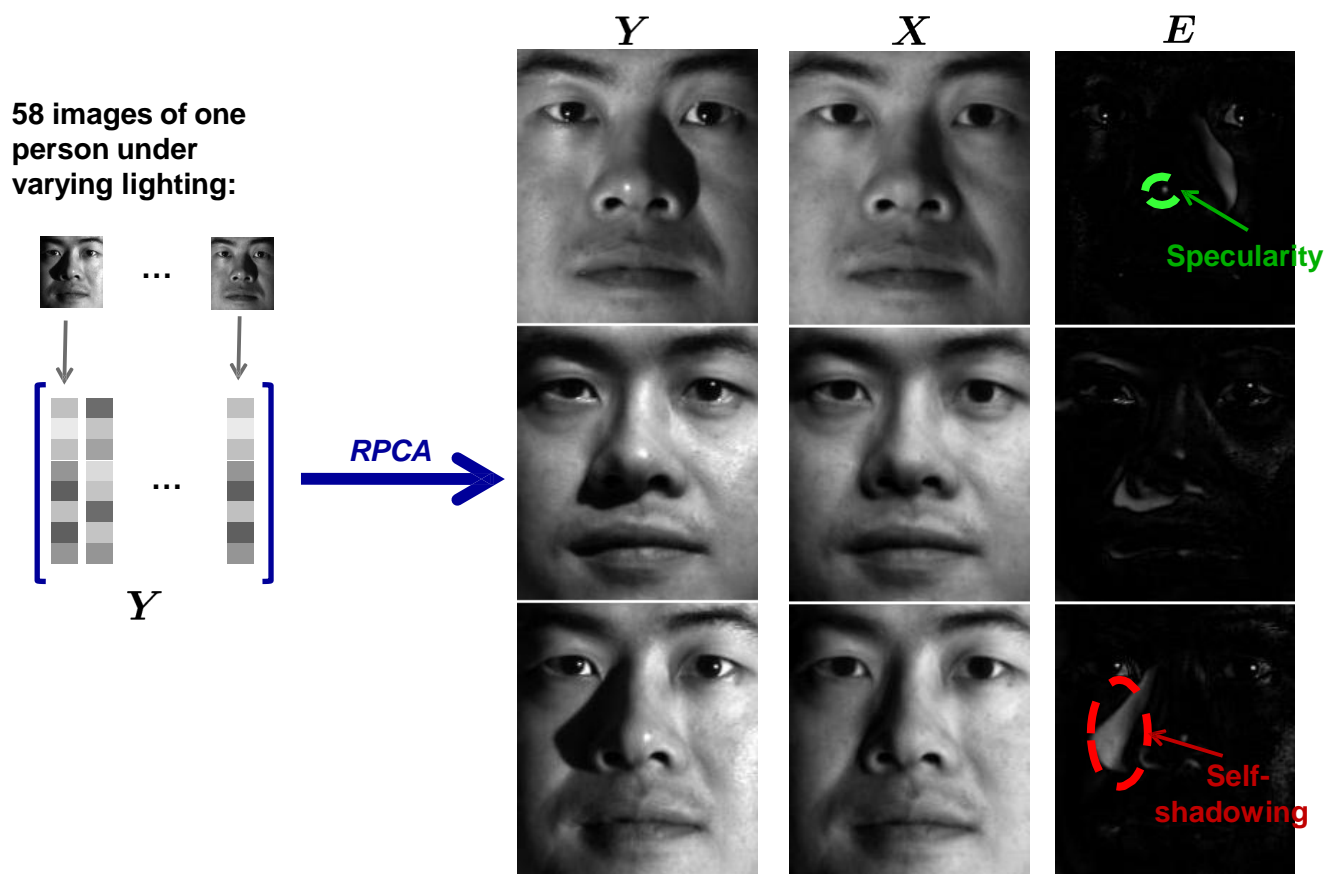 Y
X
E
58 images of one
person under
varying lighting:
...
Specularity
RPCA
...
Y
Self-
shadowing